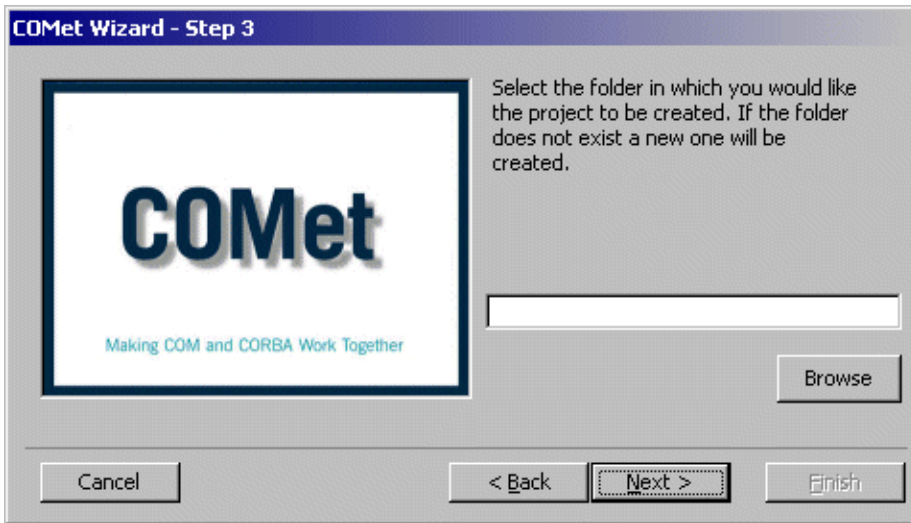 COMet Wizard - Step 3
Select the folder in which you would like
the project to be created. If the folder
does not exist a new one will be
created.
COMet
Making COM and CORBA Work Together
Browse
Cancel
< Back
Next >
Finish